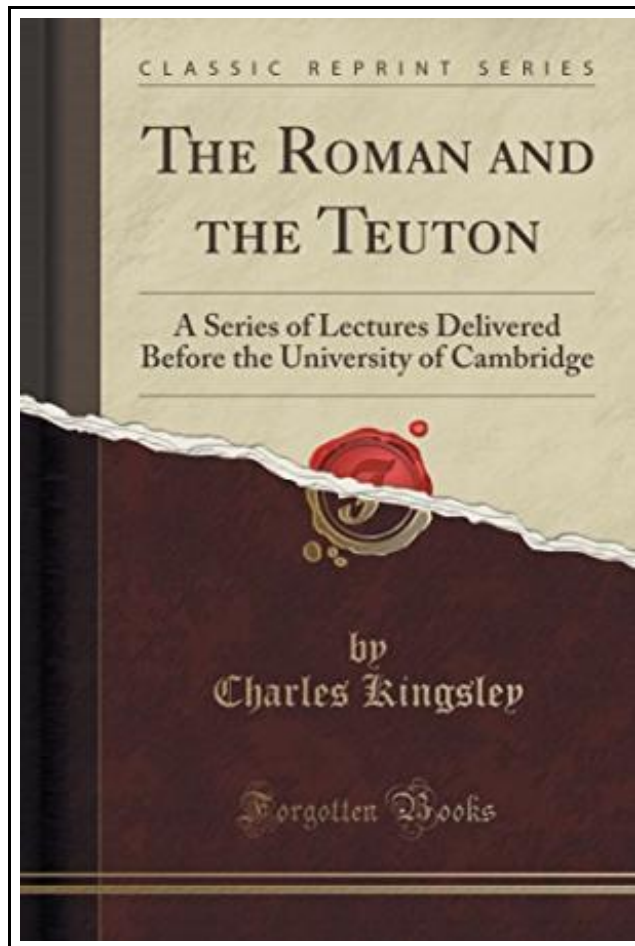 CLASSIC REPRINT SERIES
THE ROMAN AND
THE TEUTON
A Series of Lectures Delivered
Before the University of Cambridge
by
Charles Kingsley
Forgotten Books